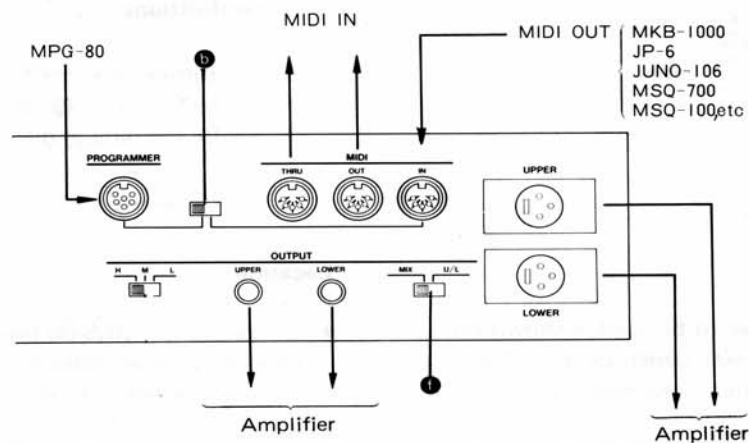 MIDI IN
MPG-80
b
MIDI OUT
MKB-1000
JP-6
JUNO-106
MSQ-700
MSQ-100,etc
PROGRAMMER
MIDI
THRU
OUT
IN
UPPER
OUTPUT
H M L
UPPER
LOWER
MIX
U/L
LOWER
f
Amplifier
Amplifier